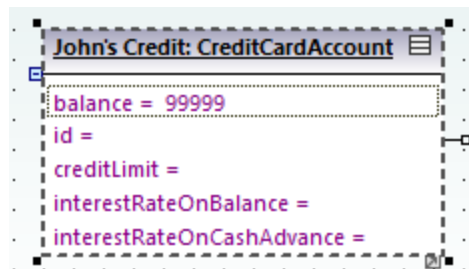 John's Credit: CreditCardAccount
balance = 99999
id =
creditLimit =
interestRateOnBalance =
interestRateOnCashAdvance =